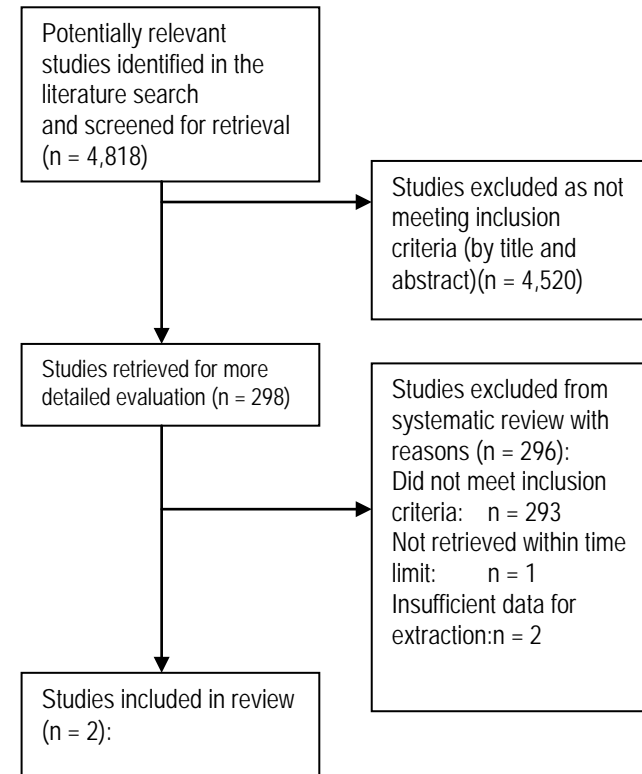 Potentially relevant
studies identified in the
literature search
and screened for retrieval
(n = 4,818)
Studies excluded as not
meeting inclusion
criteria (by title and
abstract)(n = 4,520)
Studies retrieved for more
detailed evaluation (n = 298)
Studies excluded from
systematic review with
reasons (n = 296):
Did not meet inclusion
criteria: n = 293
Not retrieved within time
limit: n = 1
Insufficient data for
extraction:n = 2
Studies included in review
(n = 2):